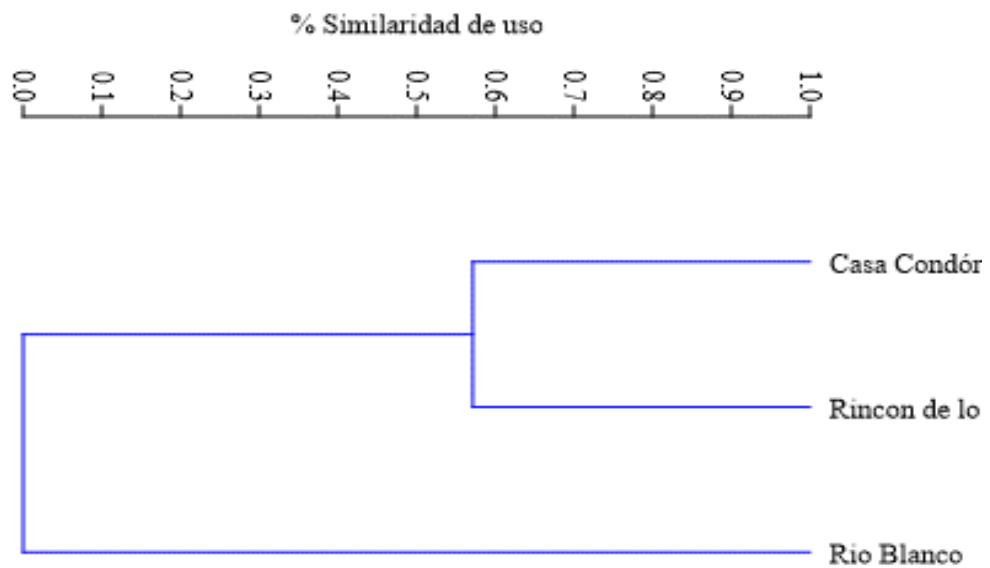 % Similaridad de uso
0.0 0.1 0.2 0.3 0.4 0.5 0.6 0.7 0.8 0.9 1.0
Casa Condór
Rincon de lo
Rio Blanco